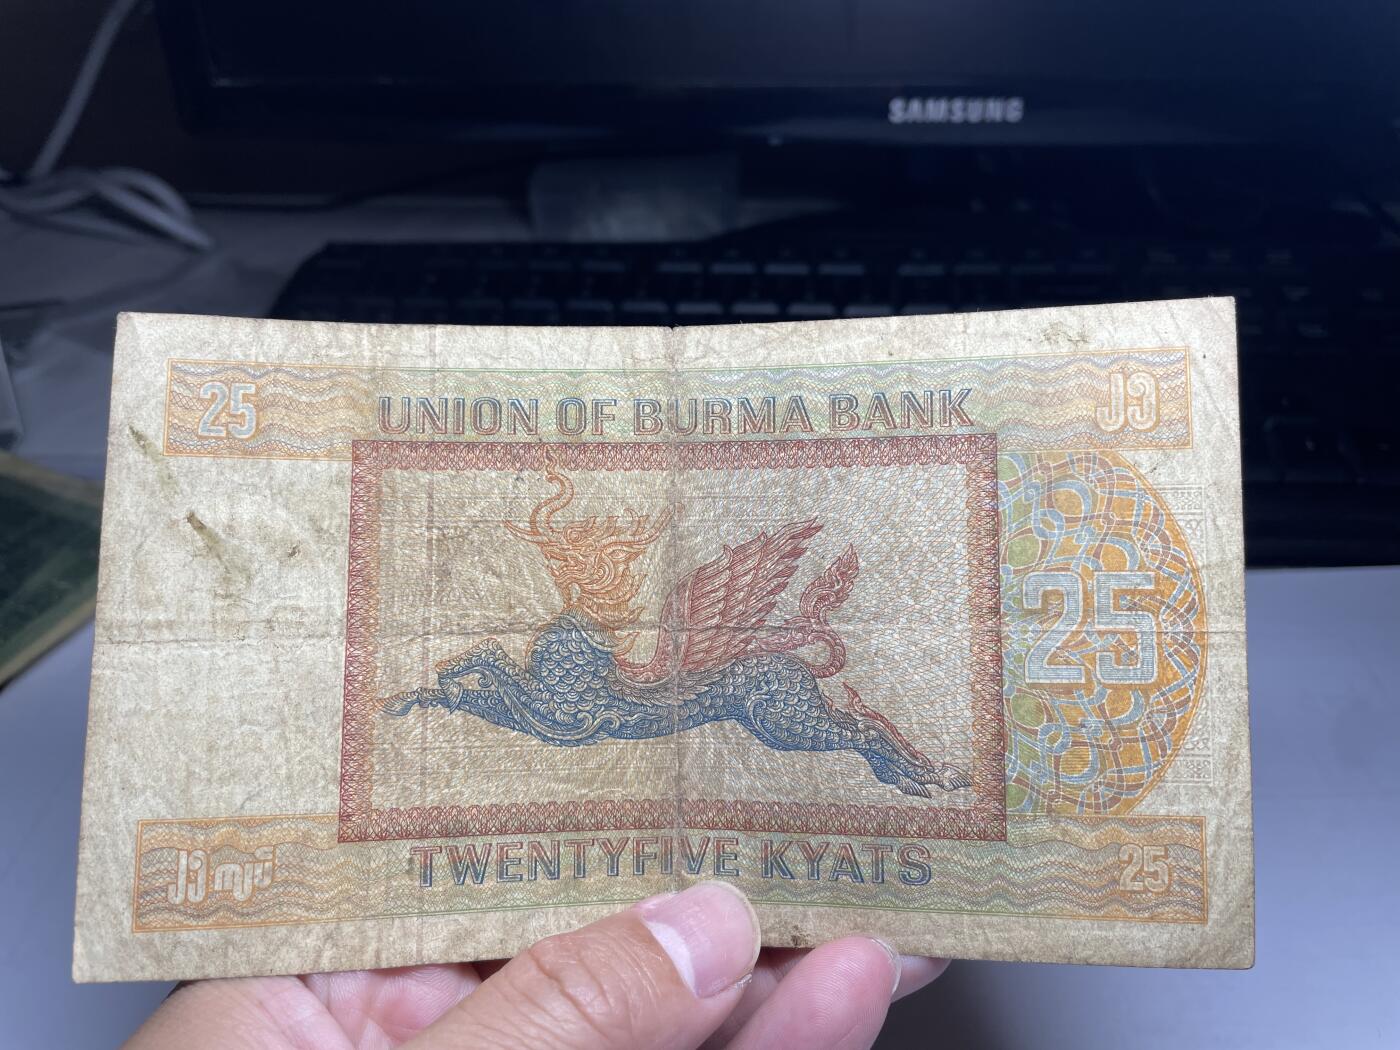 SAMSUNG
25
UNION OF BURMA BANK
၂၅
25
TWENTYFIVE KYATS
၂၅ ကျပ်
25